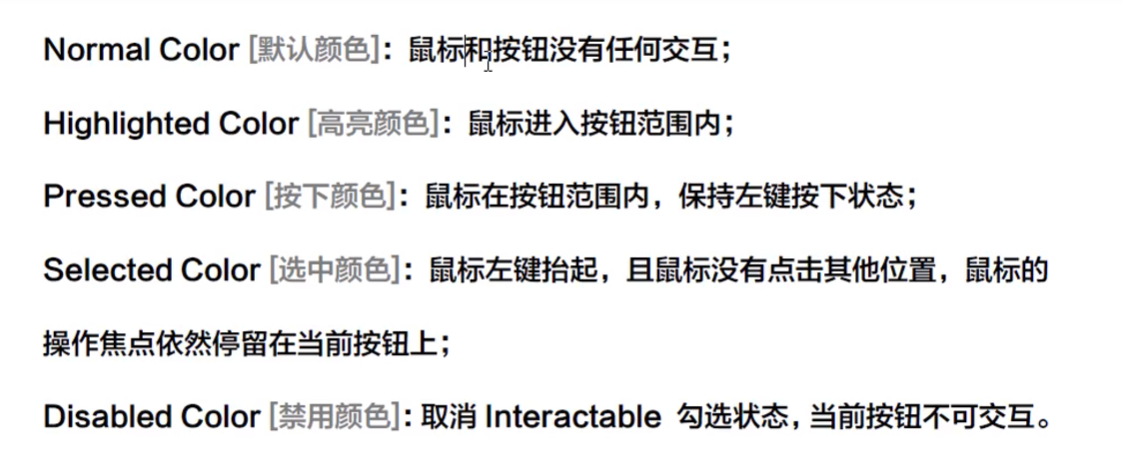 Normal Color [默认颜色]：鼠标和按钮没有任何交互；
Highlighted Color [高亮颜色]：鼠标进入按钮范围内；
Pressed Color [按下颜色]：鼠标在按钮范围内，保持左键按下状态；
Selected Color [选中颜色]：鼠标左键抬起，且鼠标没有点击其他位置，鼠标的
操作焦点依然停留在当前按钮上；
Disabled Color [禁用颜色]：取消 Interactable 勾选状态，当前按钮不可交互。